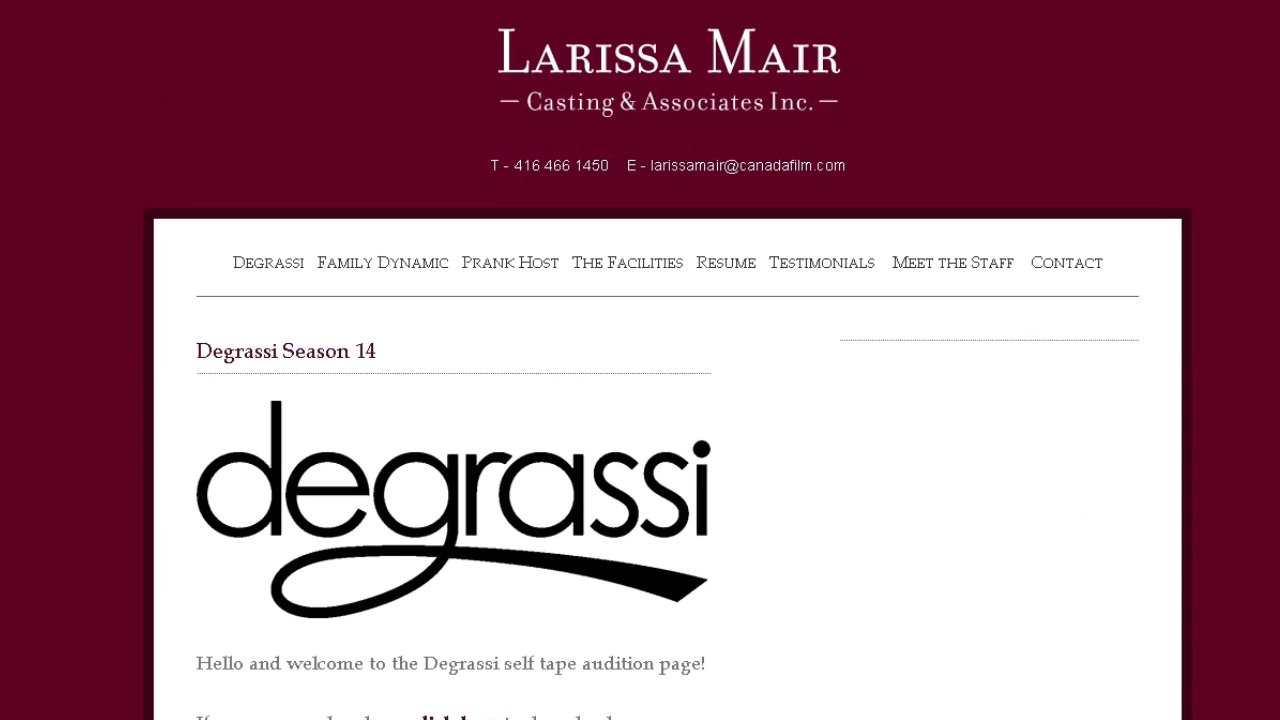 LARISSA MAIR
— Casting & Associates Inc. —
T - 416 466 1450 E - larissamair@canadafilm.com
DEGRASSI FAMILY DYNAMIC PRANK HOST THE FACILITIES RESUME TESTIMONIALS MEET THE STAFF CONTACT
Degrassi Season 14
degrassi
Hello and welcome to the Degrassi self tape audition page!